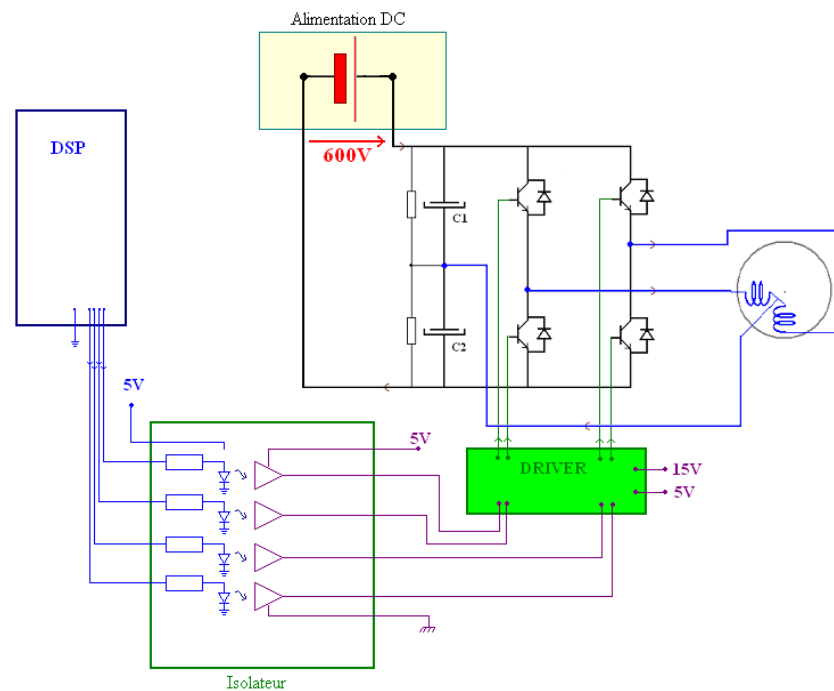 Alimentation DC
DSP
600V
C1
C2
5V
5V
DRIVER
15V
5V
Isolateur